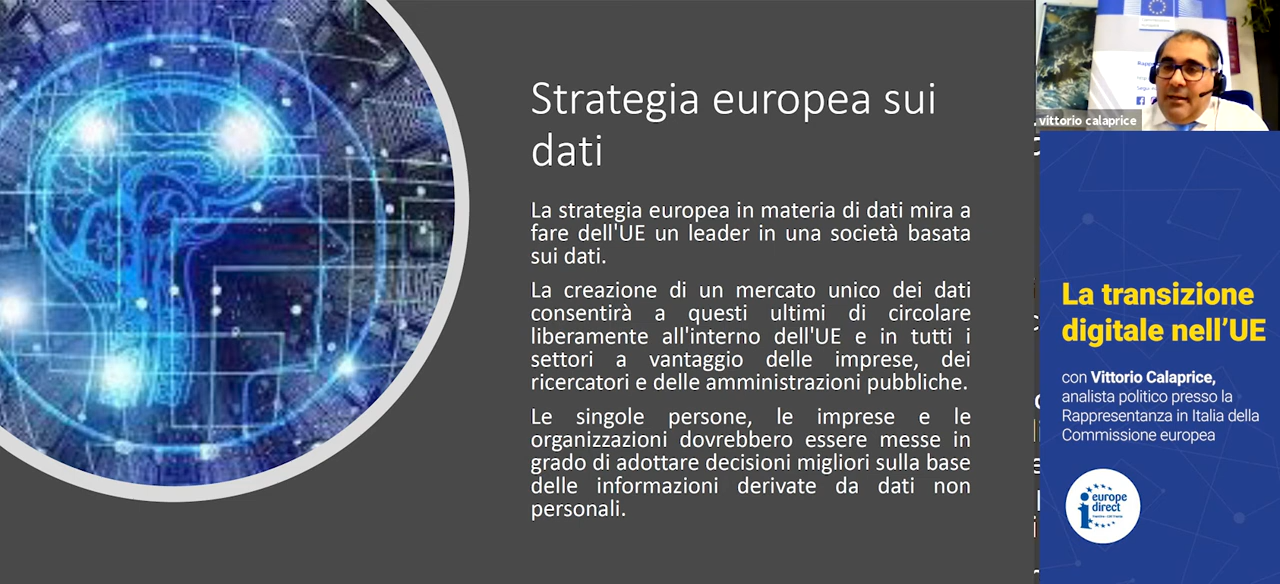 Strategia europea sui
dati
La strategia europea in materia di dati mira a
fare dell'UE un leader in una società basata
sui dati.
La creazione di un mercato unico dei dati
consentirà a questi ultimi di circolare
liberamente all'interno dell'UE e in tutti i
settori a vantaggio delle imprese, dei
ricercatori e delle amministrazioni pubbliche.
Le singole persone, le imprese e le
organizzazioni dovrebbero essere messe in
grado di adottare decisioni migliori sulla base
delle informazioni derivate da dati non
personali.
vittorio calaprice
La transizione
digitale nell'UE
con Vittorio Calaprice,
analista politico presso la
Rappresentanza in Italia della
Commissione europea
europe
direct